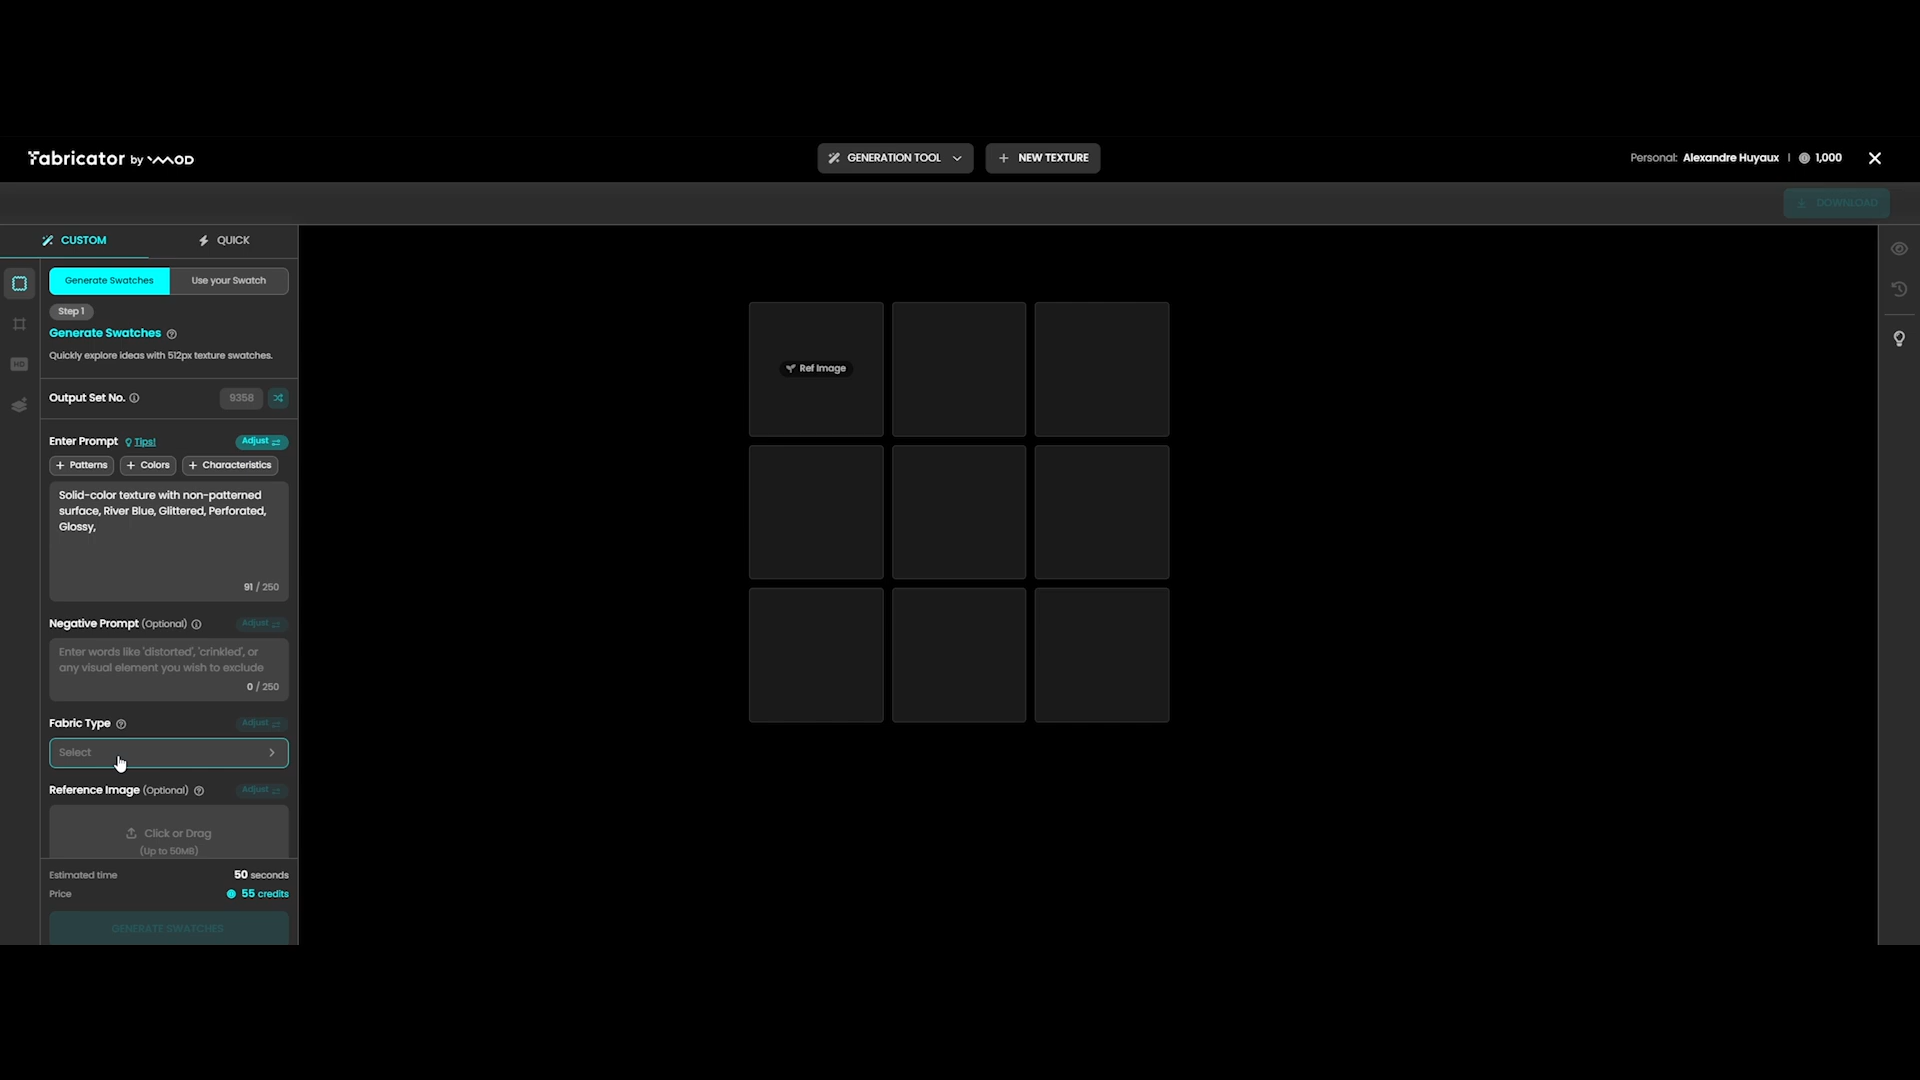 Fabricator by MOD
GENERATION TOOL
NEW TEXTURE
Personal: Alexandre Huyaux | 1,000
DOWNLOAD
CUSTOM
QUICK
Generate Swatches
Use your Swatch
Step 1
Generate Swatches
Quickly explore ideas with 512px texture swatches.
Output Set No.
9358
Enter Prompt
Tips!
Adjust
+ Patterns
+ Colors
+ Characteristics
Solid-color texture with non-patterned
surface, River Blue, Glittered, Perforated,
Glossy,
91 / 250
Negative Prompt (Optional)
Adjust
Enter words like 'distorted', 'crinkled', or
any visual element you wish to exclude
0 / 250
Fabric Type
Adjust
Select
Reference Image (Optional)
Adjust
Click or Drag
(Up to 50MB)
Estimated time
50 seconds
Price
55 credits
GENERATE SWATCHES
HD
Ref Image